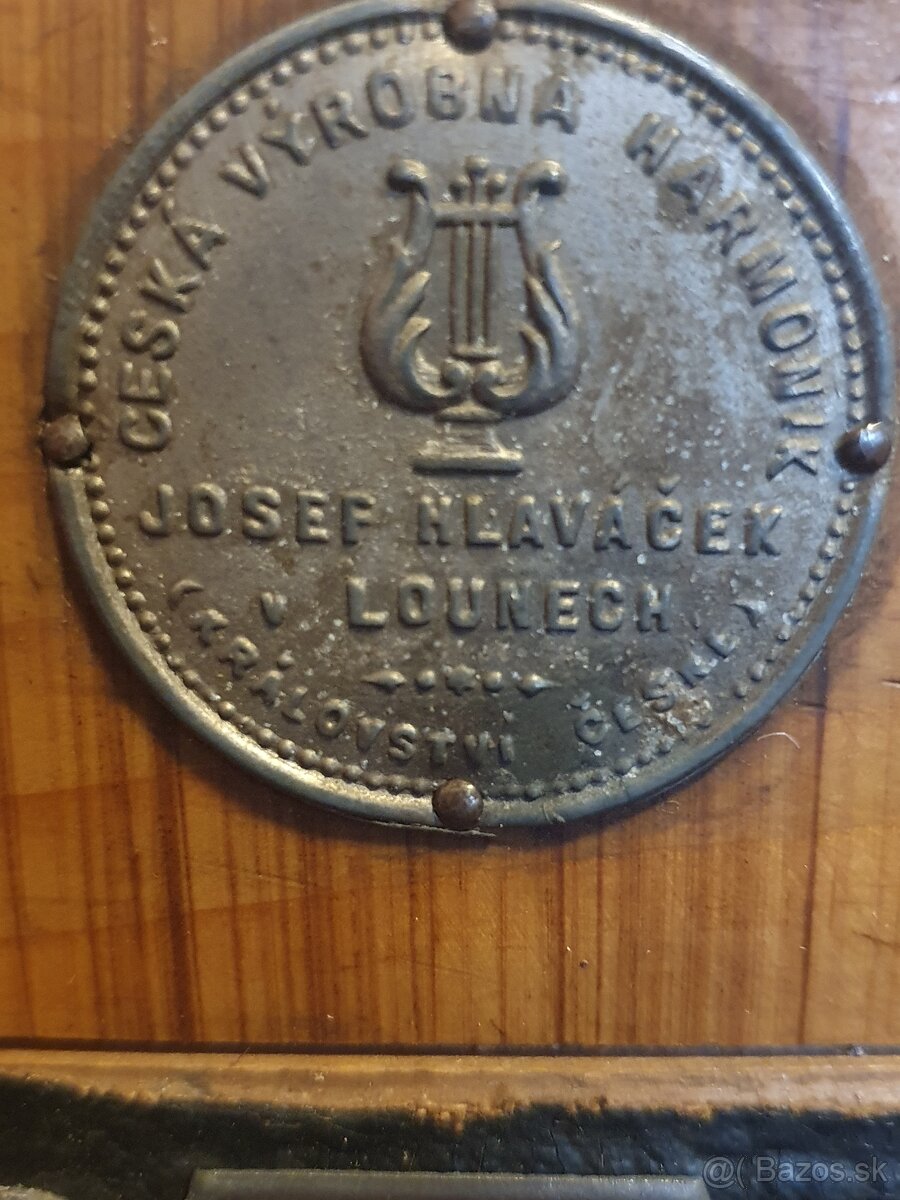 ČESKÁ VÝROBNA HARMONIK
JOSEF HLAVÁČEK
V LOUNECH
(KRÁLOVSTVÍ ČESKÉ)
@( Bazos.sk